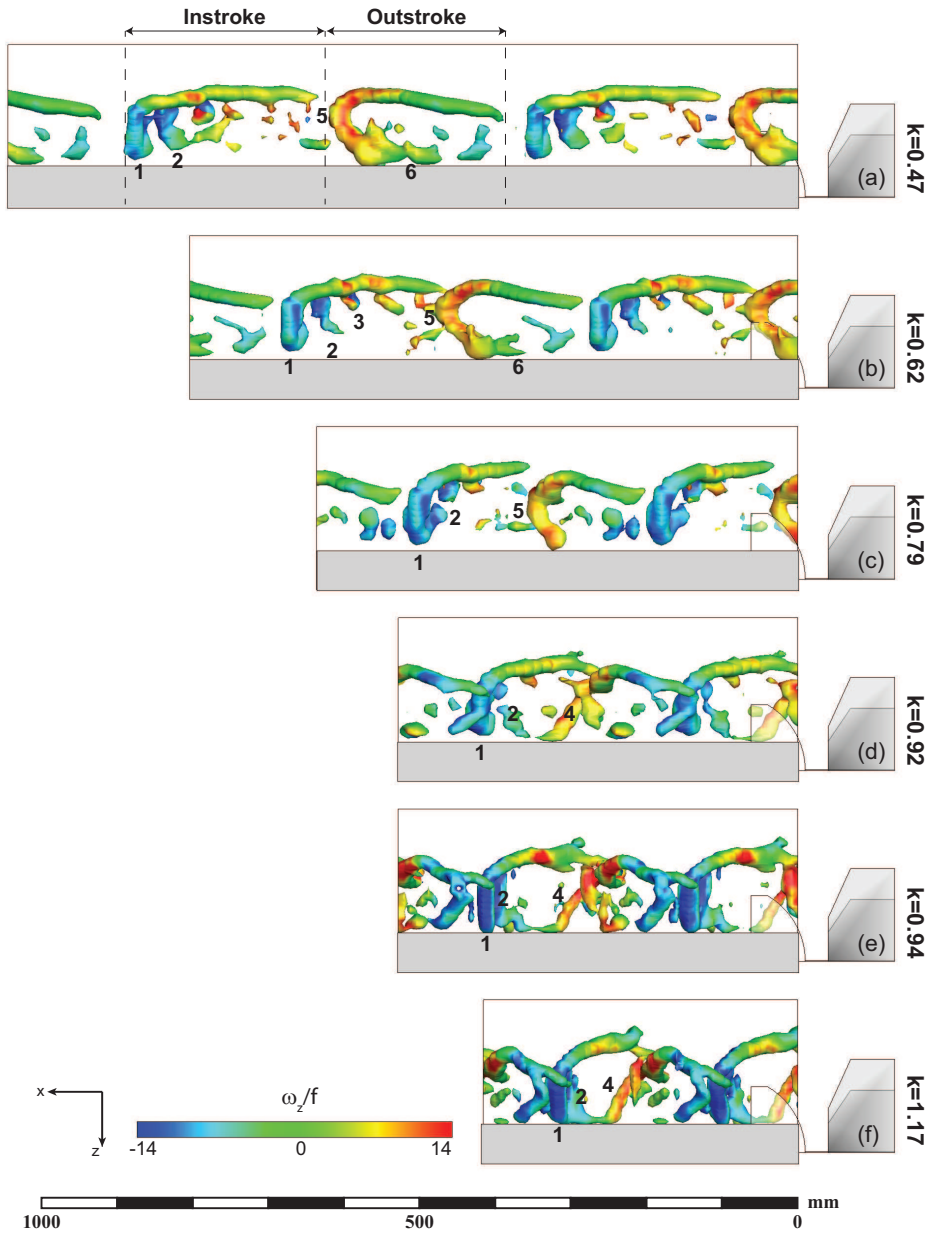 Instroke Outstroke
5
1 2 6
(a) k=0.47
3 5
2
1 6
(b) k=0.62
2 5
1
(c) k=0.79
2 4
1
(d) k=0.92
2 4
1
(e) k=0.94
2 4
1
(f) k=1.17
x
z
ωz/f
-14 0 14
mm
1000 500 0